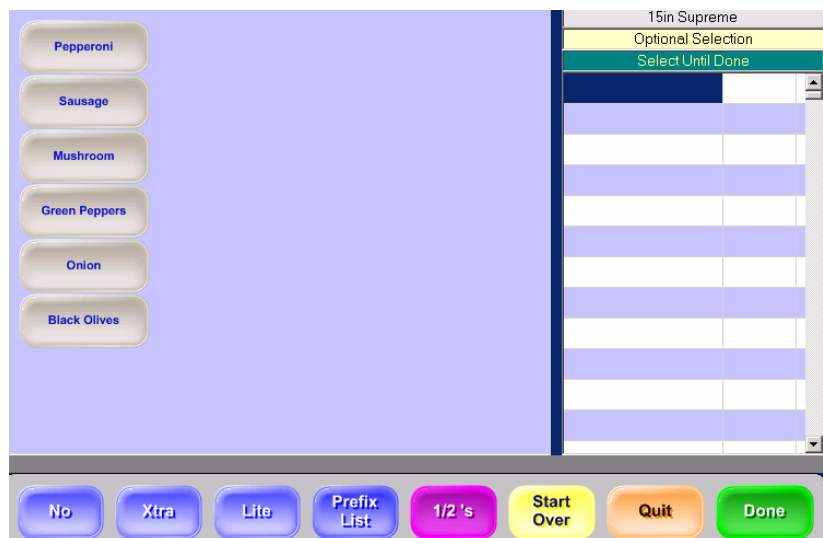 15in Supreme
Optional Selection
Select Until Done
Pepperoni
Sausage
Mushroom
Green Peppers
Onion
Black Olives
No
Xtra
Lite
Prefix
List
1/2 's
Start
Over
Quit
Done